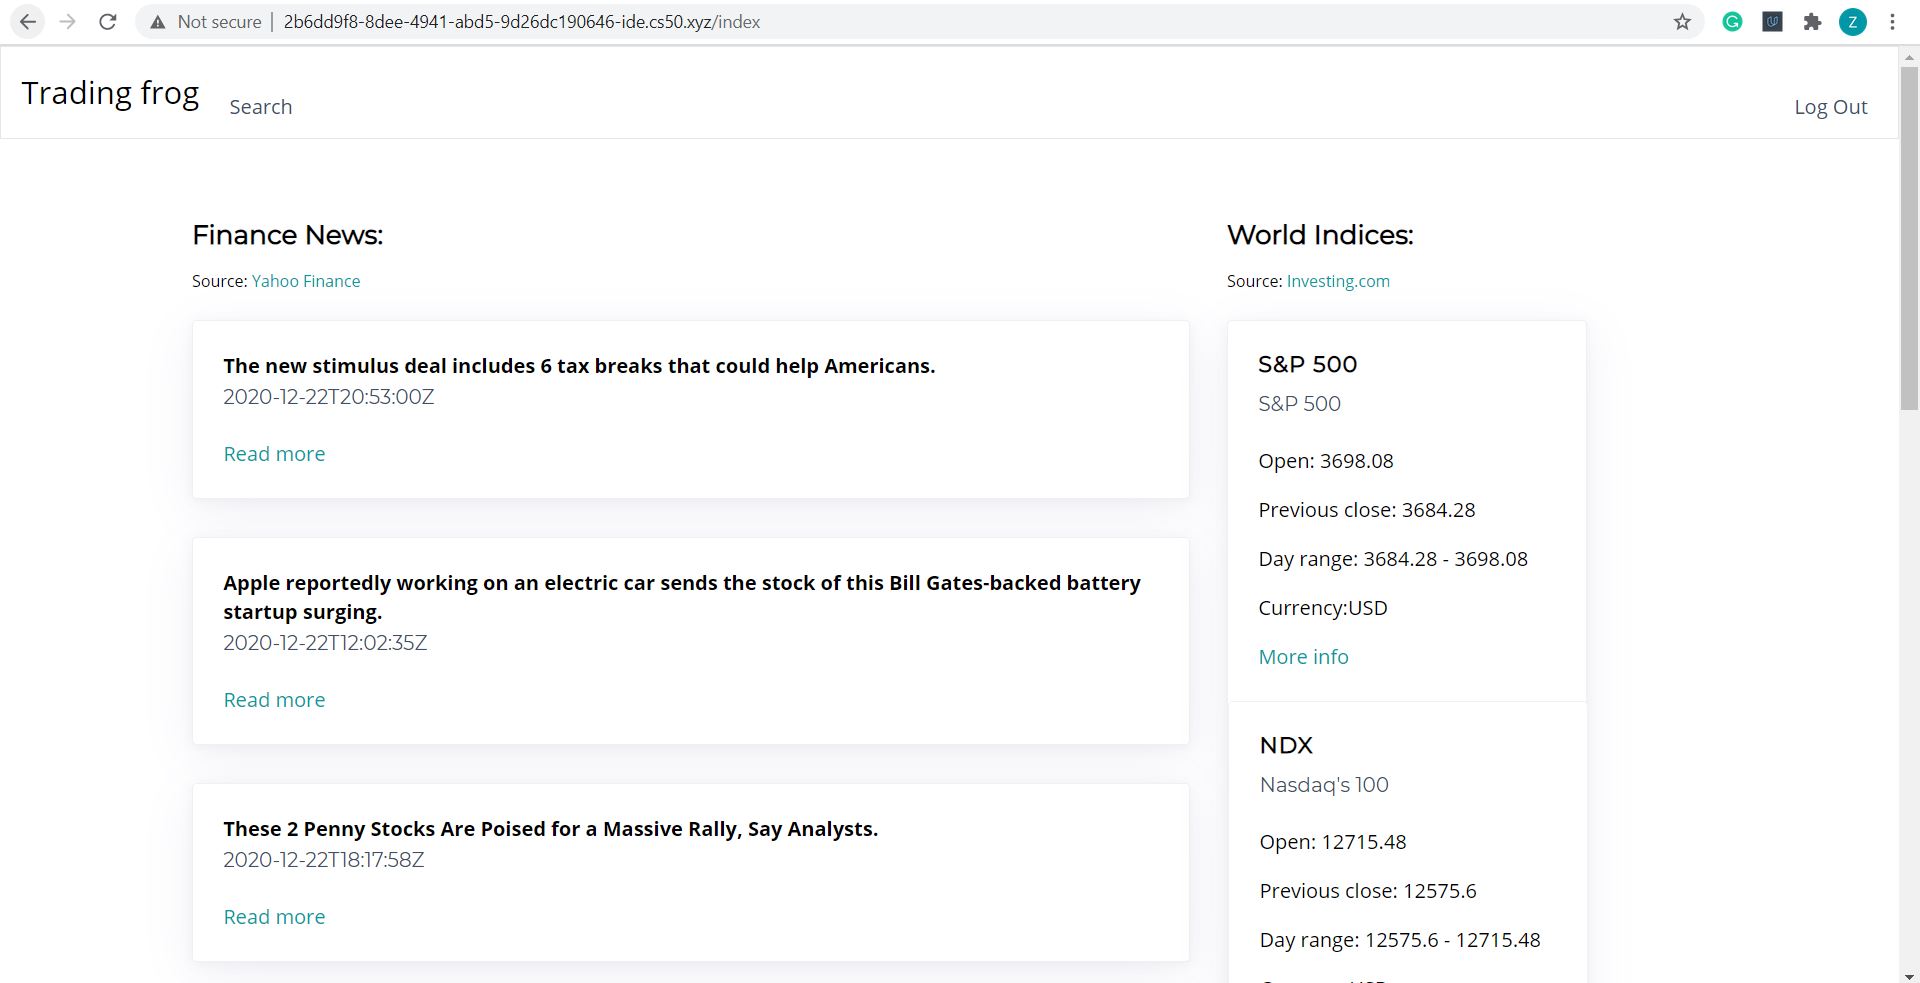 Not secure | 2b6dd9f8-8dee-4941-abd5-9d26dc190646-ide.cs50.xyz/index
Z
Trading frog
Search
Log Out
Finance News:
Source: Yahoo Finance
The new stimulus deal includes 6 tax breaks that could help Americans.
2020-12-22T20:53:00Z
Read more
Apple reportedly working on an electric car sends the stock of this Bill Gates-backed battery
startup surging.
2020-12-22T12:02:35Z
Read more
These 2 Penny Stocks Are Poised for a Massive Rally, Say Analysts.
2020-12-22T18:17:58Z
Read more
World Indices:
Source: Investing.com
S&P 500
S&P 500
Open: 3698.08
Previous close: 3684.28
Day range: 3684.28 - 3698.08
Currency:USD
More info
NDX
Nasdaq's 100
Open: 12715.48
Previous close: 12575.6
Day range: 12575.6 - 12715.48